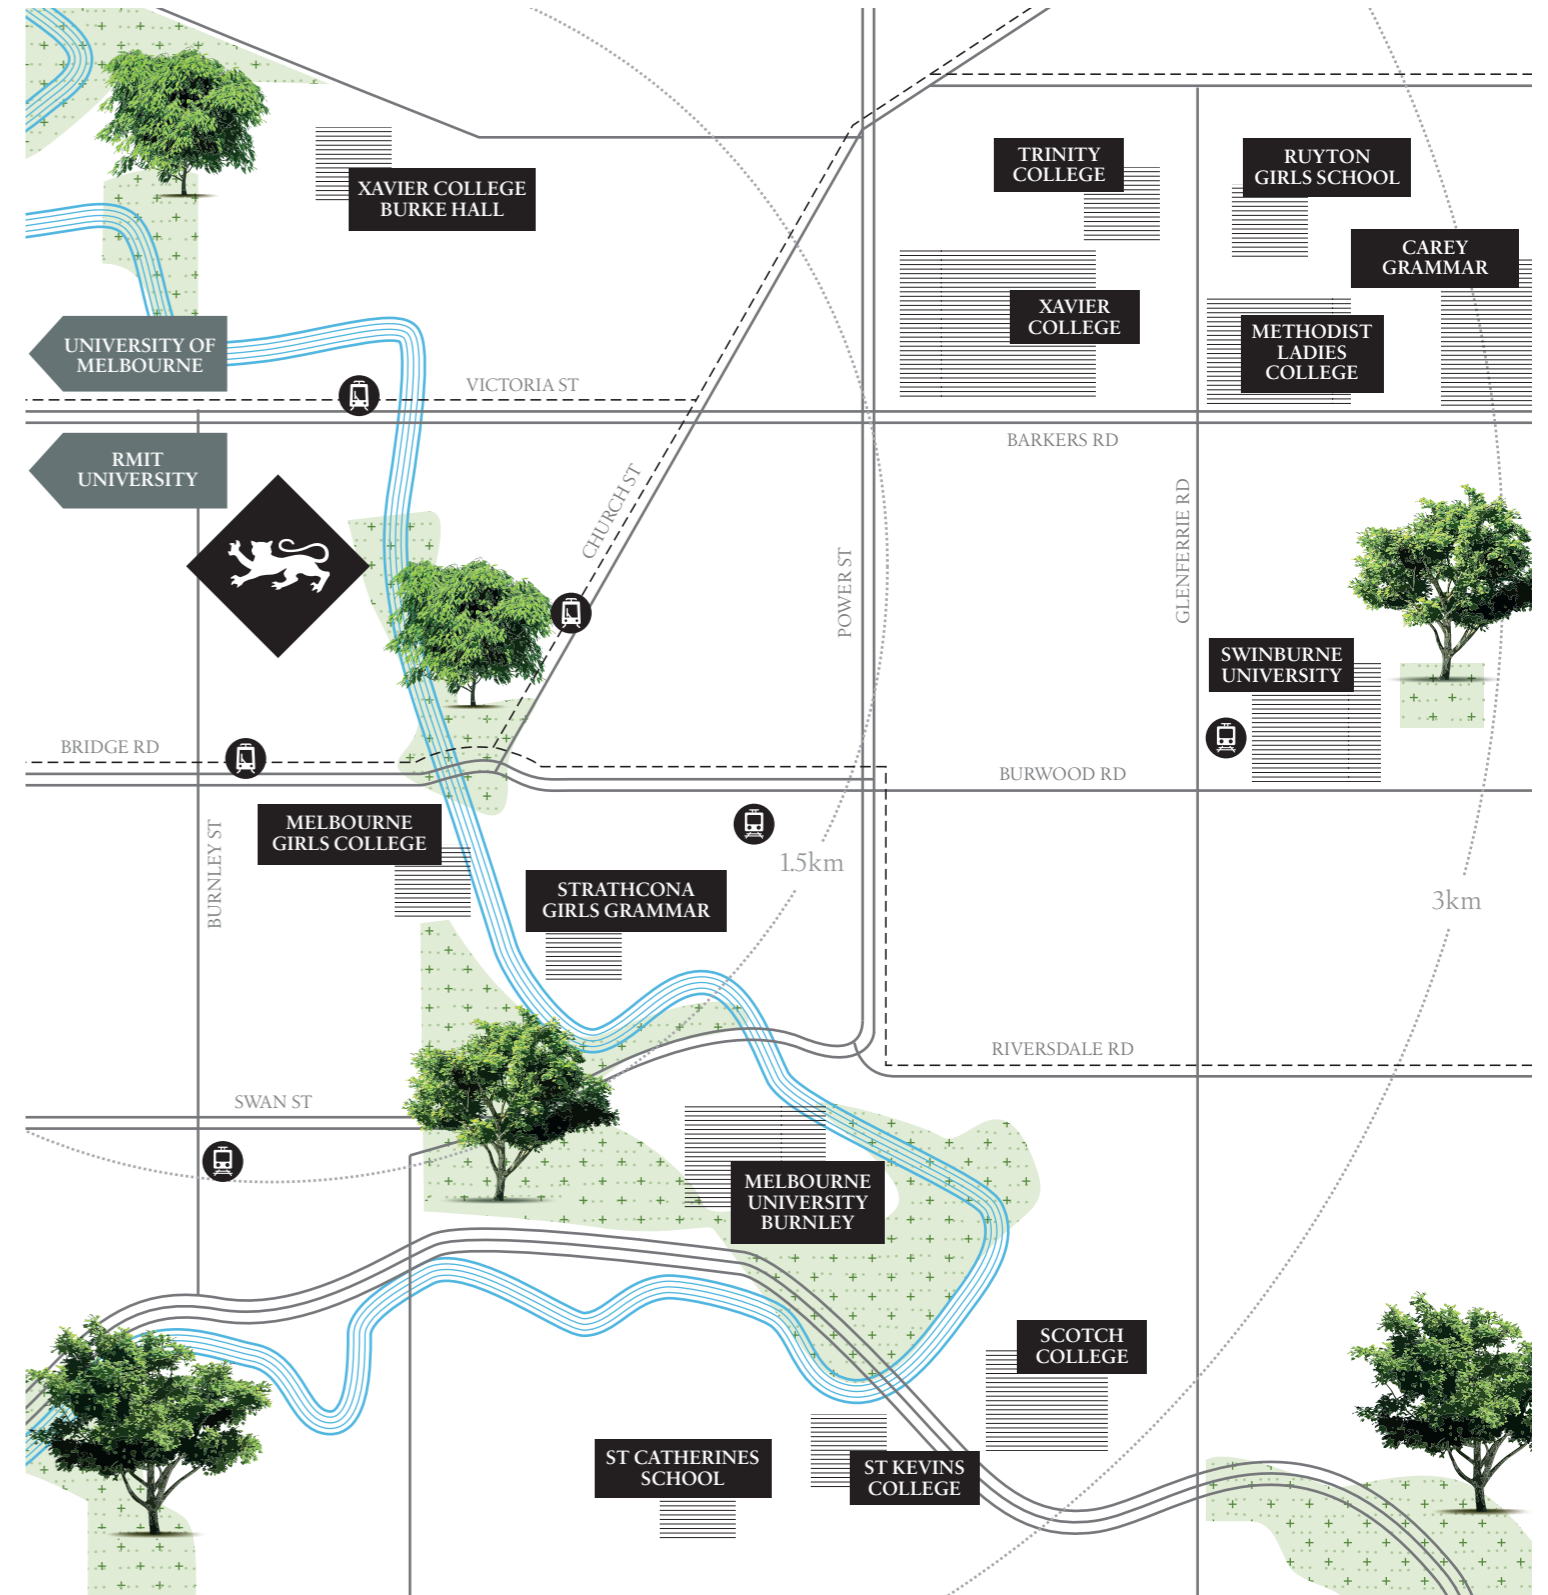 TRINITY
COLLEGE
RUYTON
GIRLS SCHOOL
XAVIER COLLEGE
BURKE HALL
CAREY
GRAMMAR
XAVIER
COLLEGE
METHODIST
LADIES
COLLEGE
UNIVERSITY OF
MELBOURNE
VICTORIA ST
BARKERS RD
RMIT
UNIVERSITY
CHURCH ST
POWER ST
GLENFERRIE RD
SWINBURNE
UNIVERSITY
BRIDGE RD
BURWOOD RD
MELBOURNE
GIRLS COLLEGE
BURNLEY ST
1.5km
STRATHCONA
GIRLS GRAMMAR
3km
RIVERSDALE RD
SWAN ST
MELBOURNE
UNIVERSITY
BURNLEY
SCOTCH
COLLEGE
ST CATHERINES
SCHOOL
ST KEVINS
COLLEGE